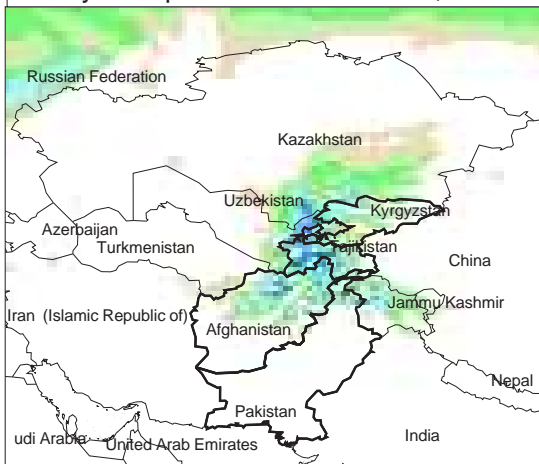 Russian Federation
Kazakhstan
Uzbekistan
Kyrgyzstan
Azerbaijan
Turkmenistan
Tajikistan
China
Iran (Islamic Republic of)
Jammu Kashmir
Afghanistan
Nepal
Pakistan
udi Arabia
United Arab Emirates
India